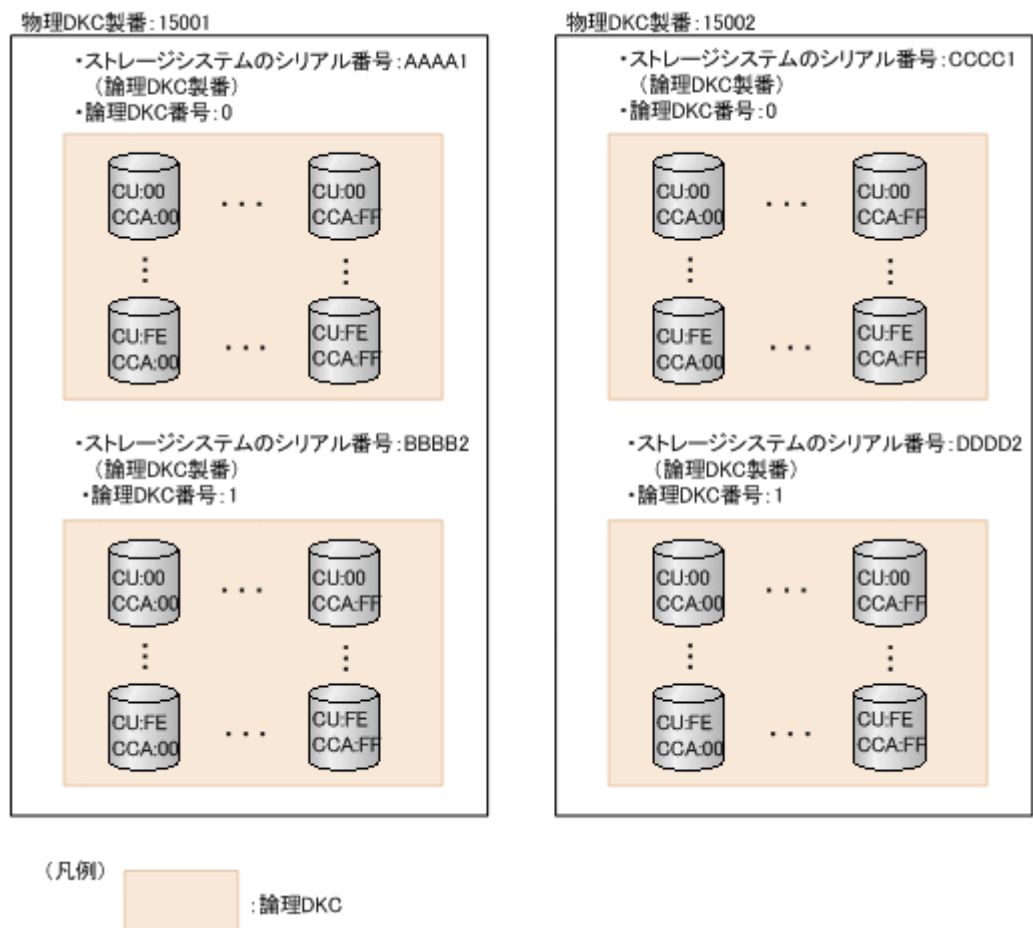 物理DKC製番:15001
・ストレージシステムのシリアル番号:AAAA1
(論理DKC製番)
・論理DKC番号:0
CU:00
CCA:00
...
CU:00
CCA:FF
CU:FE
CCA:00
...
CU:FE
CCA:FF
・ストレージシステムのシリアル番号:BBBB2
(論理DKC製番)
・論理DKC番号:1
CU:00
CCA:00
...
CU:00
CCA:FF
CU:FE
CCA:00
...
CU:FE
CCA:FF
物理DKC製番:15002
・ストレージシステムのシリアル番号:CCCC1
(論理DKC製番)
・論理DKC番号:0
CU:00
CCA:00
...
CU:00
CCA:FF
CU:FE
CCA:00
...
CU:FE
CCA:FF
・ストレージシステムのシリアル番号:DDDD2
(論理DKC製番)
・論理DKC番号:1
CU:00
CCA:00
...
CU:00
CCA:FF
CU:FE
CCA:00
...
CU:FE
CCA:FF
(凡例)
:論理DKC